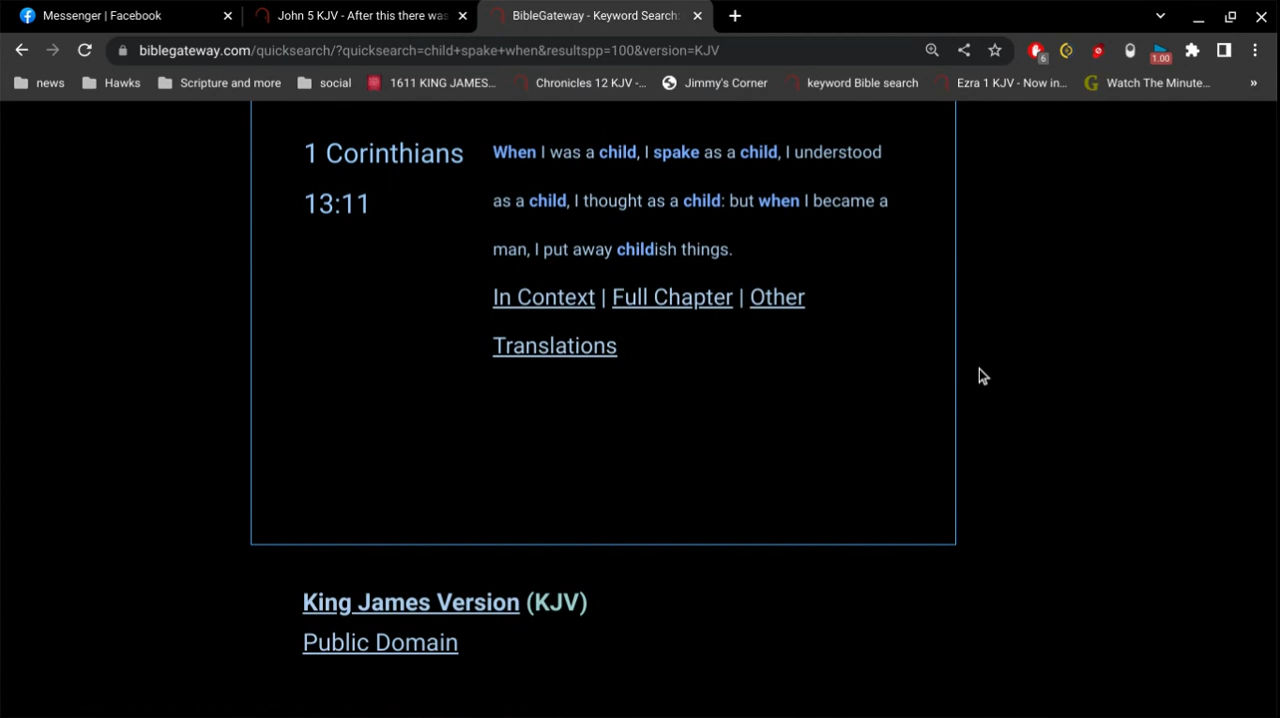 Messenger | Facebook
John 5 KJV - After this there was
BibleGateway - Keyword Search:
biblegateway.com/quicksearch/?quicksearch=child+spake+when&resultspp=100&version=KJV
6
1.00
news
Hawks
Scripture and more
social
1611 KING JAMES...
Chronicles 12 KJV -...
Jimmy's Corner
keyword Bible search
Ezra 1 KJV - Now in...
Watch The Minute...
»
1 Corinthians
13:11
When I was a child, I spake as a child, I understood
as a child, I thought as a child: but when I became a
man, I put away childish things.
In Context | Full Chapter | Other
Translations
King James Version (KJV)
Public Domain